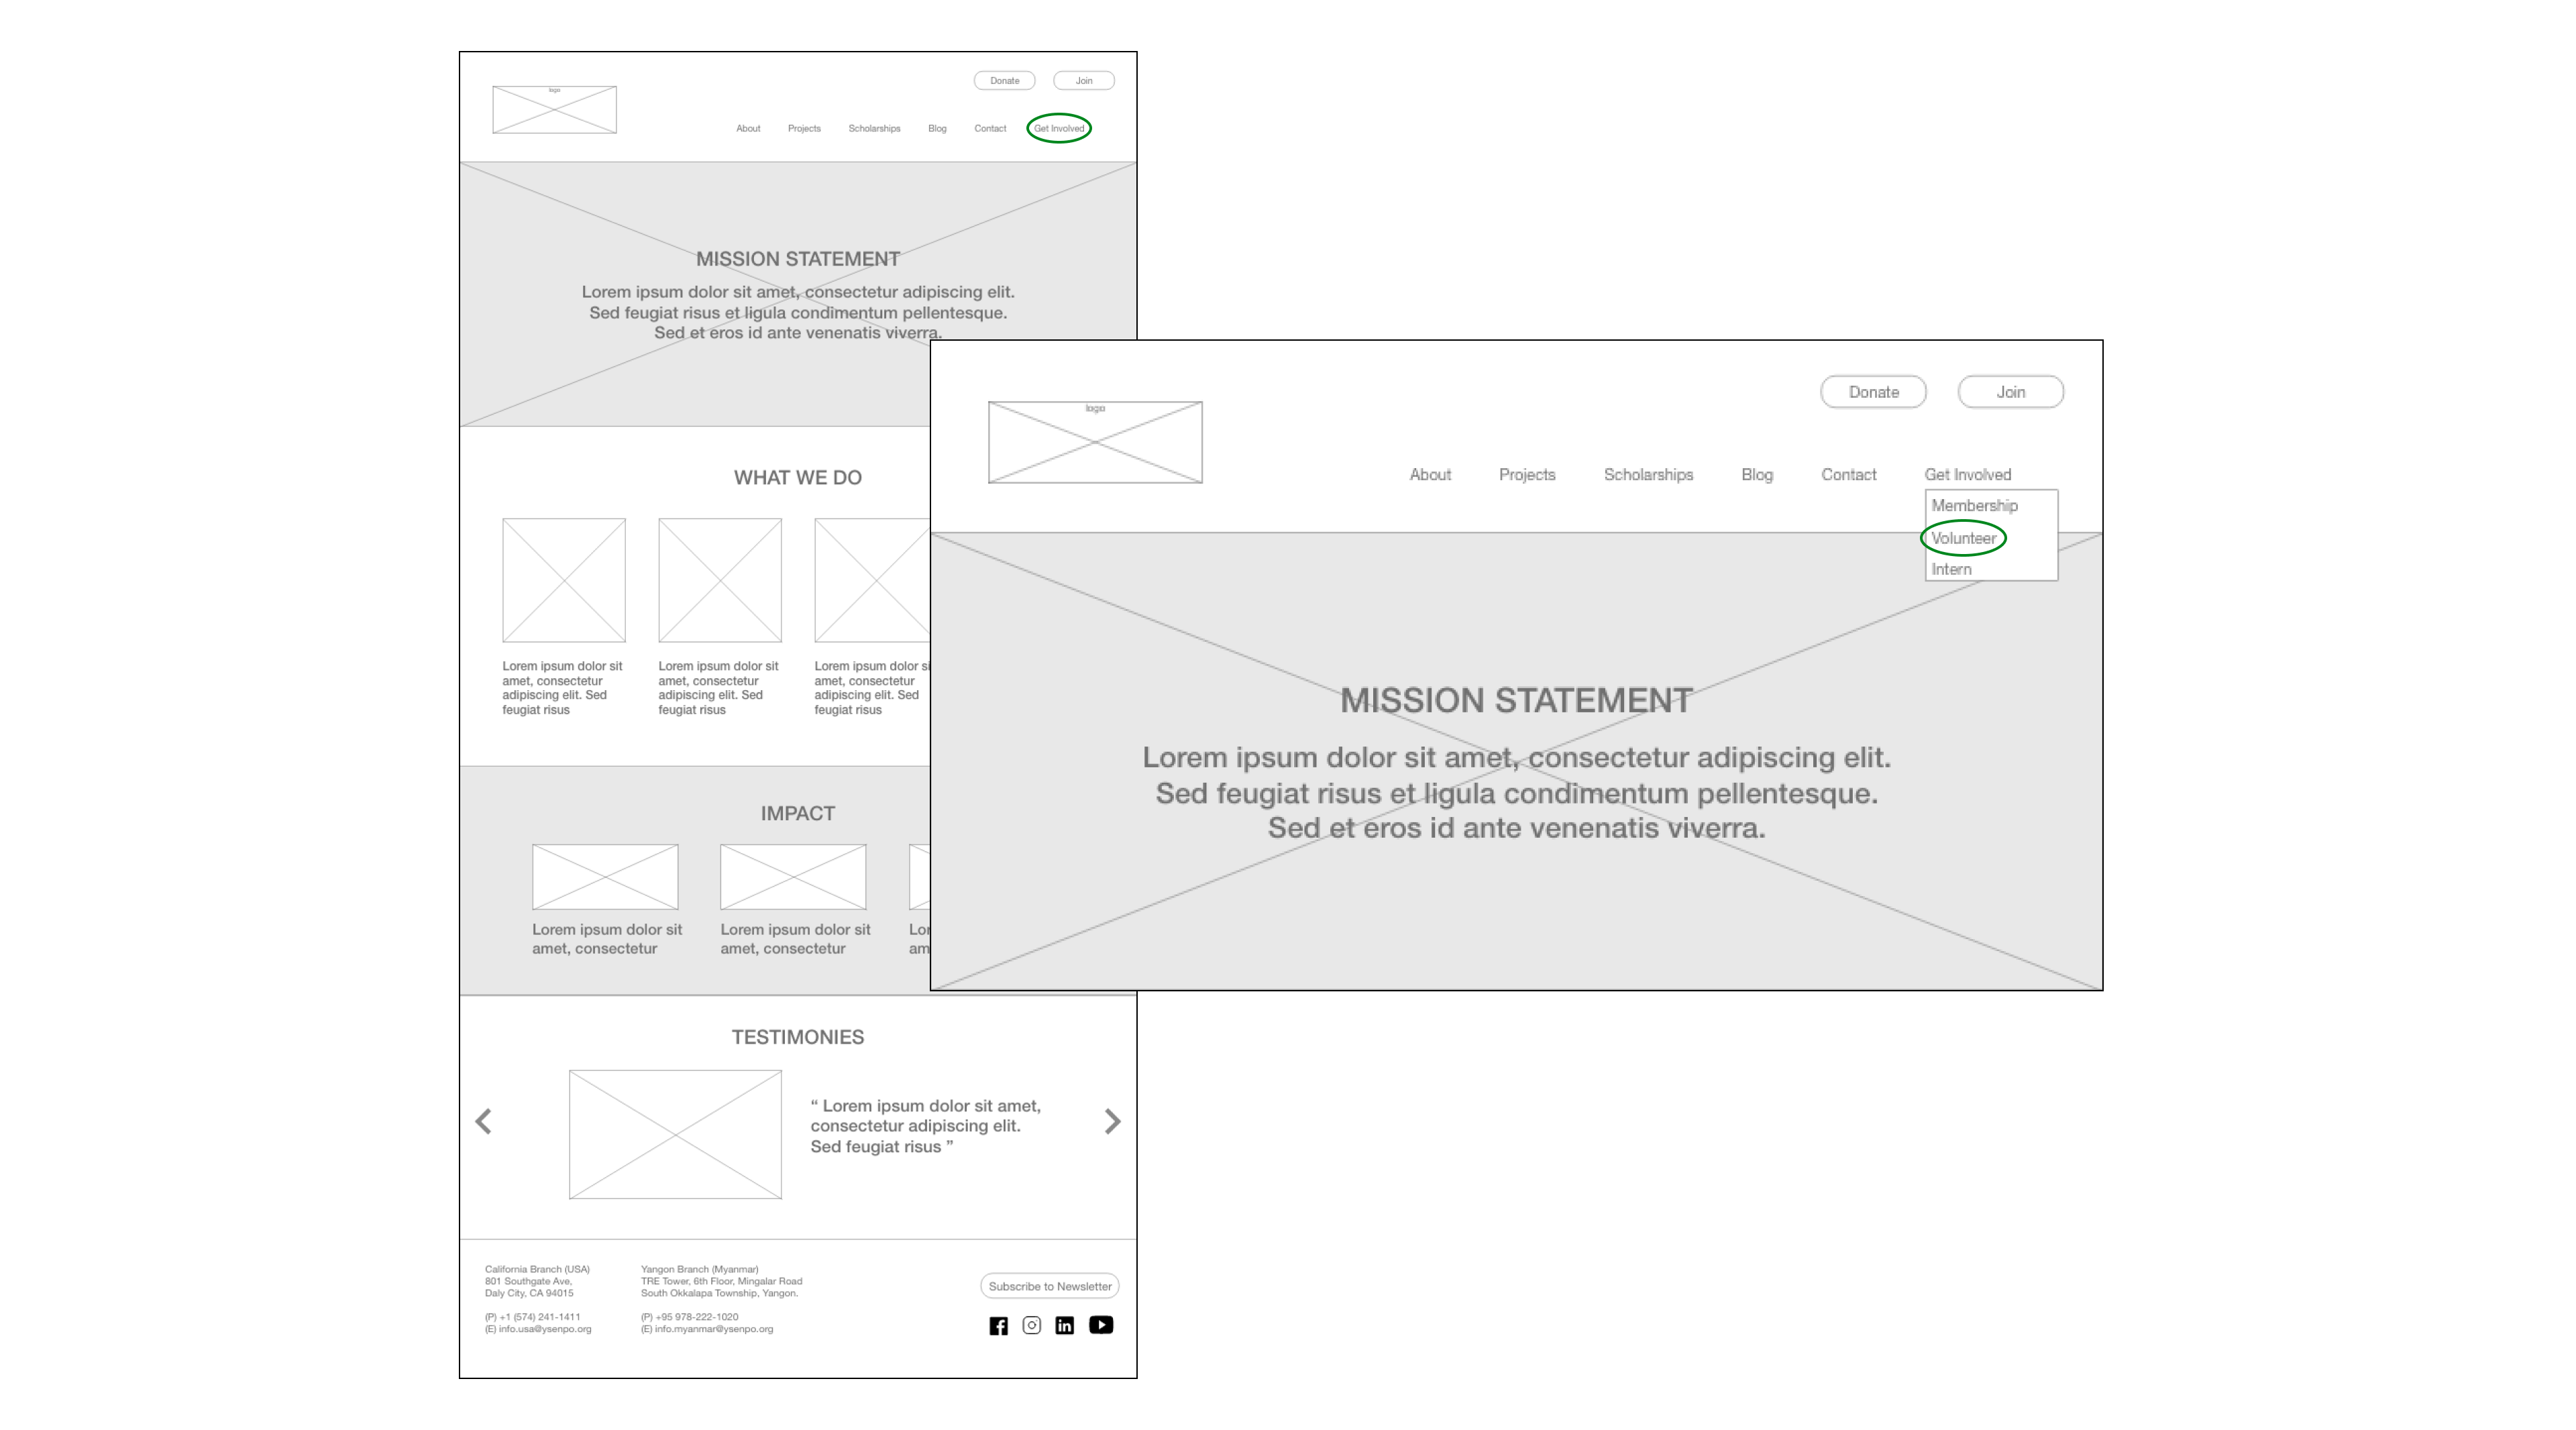 logo
Donate
Join
About
Projects
Scholarships
Blog
Contact
Get Involved
MISSION STATEMENT
Lorem ipsum dolor sit amet, consectetur adipiscing elit.
Sed feugiat risus et ligula condimentum pellentesque.
Sed et eros id ante venenatis viverra.
WHAT WE DO
Lorem ipsum dolor sit
amet, consectetur
adipiscing elit. Sed
feugiat risus
Lorem ipsum dolor sit
amet, consectetur
adipiscing elit. Sed
feugiat risus
Lorem ipsum dolor
amet, consectetur
adipiscing elit. Sed
feugiat risus
IMPACT
Lorem ipsum dolor sit
amet, consectetur
Lorem ipsum dolor sit
amet, consectetur
TESTIMONIES
“ Lorem ipsum dolor sit amet,
consectetur adipiscing elit.
Sed feugiat risus ”
California Branch (USA)
801 Southgate Ave,
Daly City, CA 94015
(P) +1 (574) 241-1411
(E) info.usa@ysenpo.org
Yangon Branch (Myanmar)
TRE Tower, 6th Floor, Mingalar Road
South Okkalapa Township, Yangon.
(P) +95 978-222-1020
(E) info.myanmar@ysenpo.org
Subscribe to Newsletter
logo
Donate
Join
About
Projects
Scholarships
Blog
Contact
Get Involved
Membership
Volunteer
Intern
MISSION STATEMENT
Lorem ipsum dolor sit amet, consectetur adipiscing elit.
Sed feugiat risus et ligula condimentum pellentesque.
Sed et eros id ante venenatis viverra.